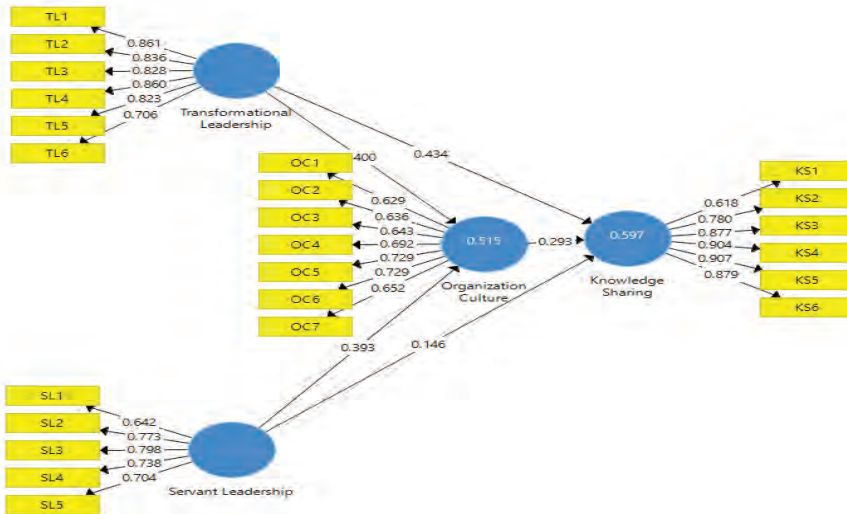 TL1
TL2
TL3
TL4
TL5
TL6
0.861
0.836
0.828
0.860
0.823
0.706
Transformational
Leadership
400
0.434
OC1
OC2
OC3
OC4
OC5
OC6
OC7
0.629
0.636
0.643
0.692
0.729
0.729
0.652
0.515
Organization
Culture
0.293
0.597
Knowledge
Sharing
KS1
KS2
KS3
KS4
KS5
KS6
0.618
0.780
0.877
0.904
0.907
0.879
0.393
0.146
SL1
SL2
SL3
SL4
SL5
0.642
0.773
0.798
0.738
0.704
Servant Leadership